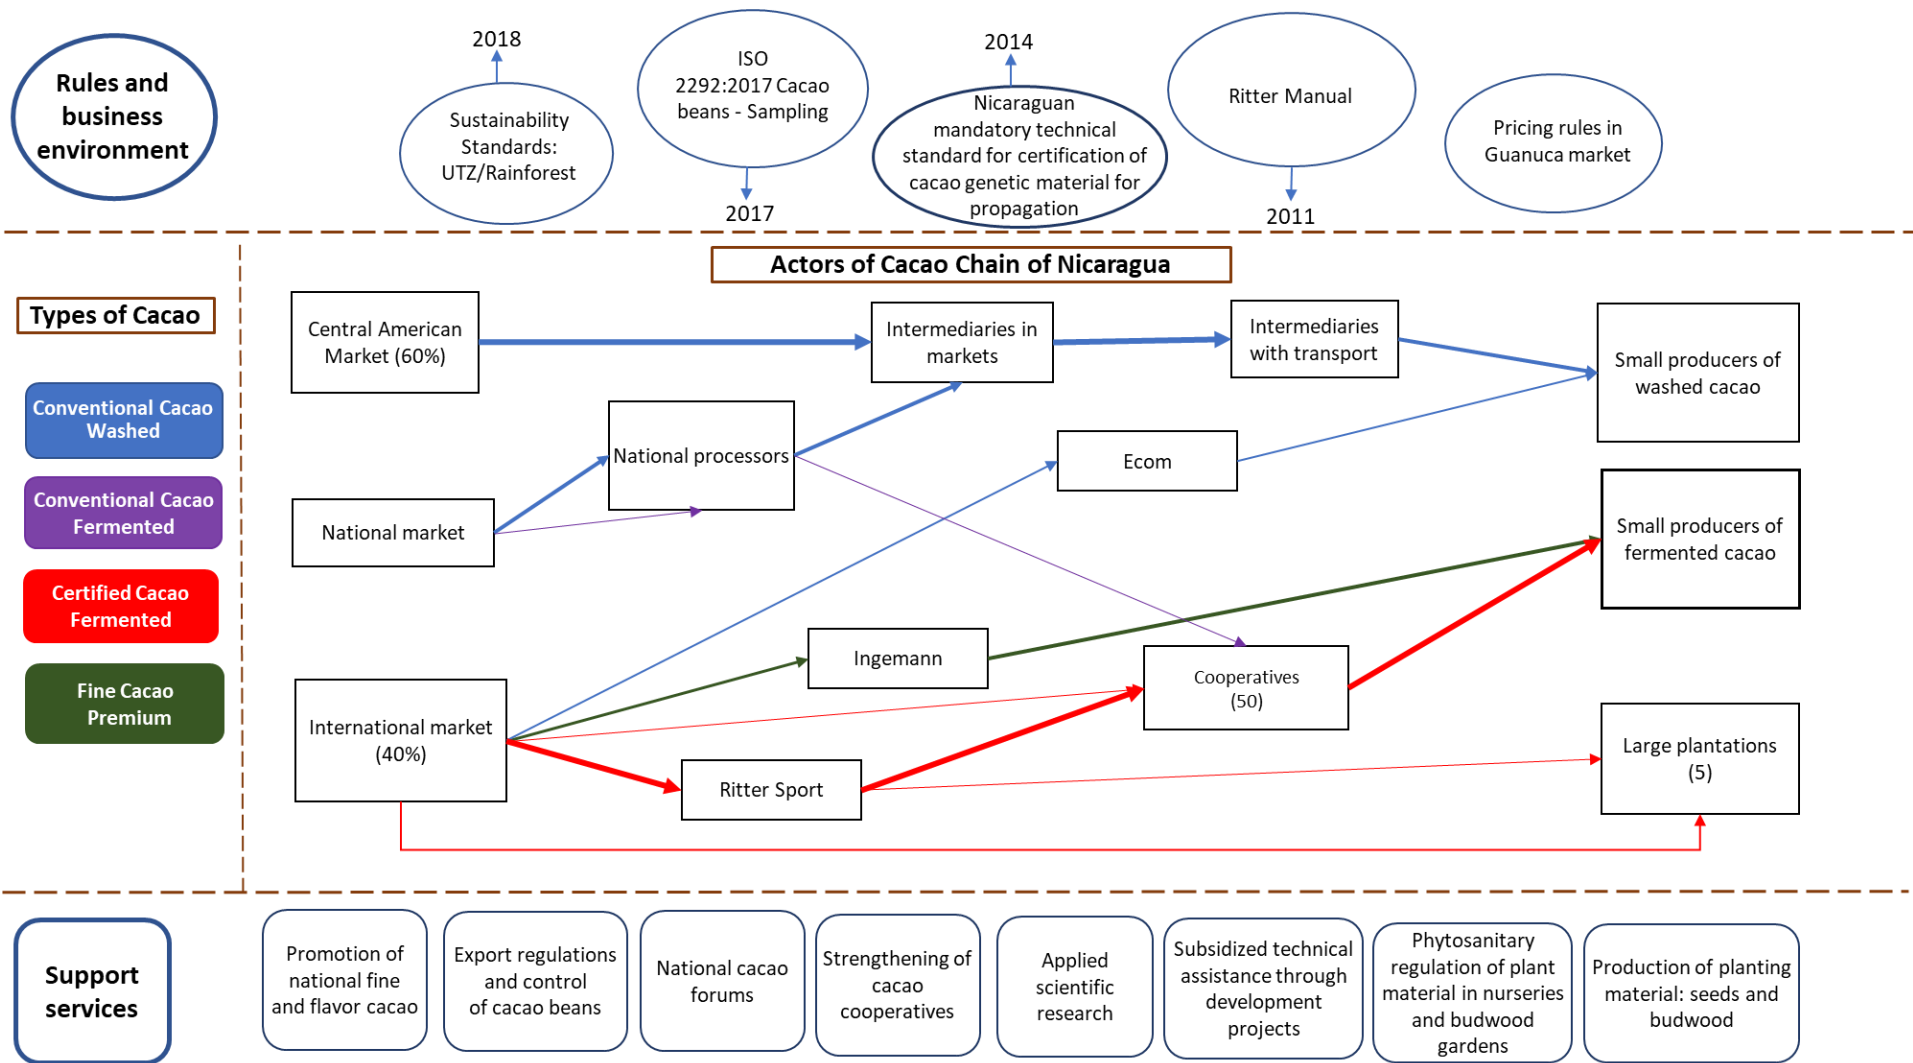 Rules and
business
environment
2018
Sustainability
Standards:
UTZ/Rainforest
ISO
2292:2017 Cacao
beans - Sampling
2017
2014
Nicaraguan
mandatory technical
standard for certification of
cacao genetic material for
propagation
Ritter Manual
2011
Pricing rules in
Guanuca market
Actors of Cacao Chain of Nicaragua
Types of Cacao
Conventional Cacao
Washed
Conventional Cacao
Fermented
Certified Cacao
Fermented
Fine Cacao
Premium
Central American
Market (60%)
Intermediaries in
markets
Intermediaries
with transport
Small producers of
washed cacao
National processors
Ecom
National market
Small producers of
fermented cacao
Ingemann
Cooperatives
(50)
International market
(40%)
Ritter Sport
Large plantations
(5)
Support
services
Promotion of
national fine
and flavor cacao
Export regulations
and control
of cacao beans
National cacao
forums
Strengthening of
cacao
cooperatives
Applied
scientific
research
Subsidized technical
assistance through
development
projects
Phytosanitary
regulation of plant
material in nurseries
and budwood
gardens
Production of planting
material: seeds and
budwood